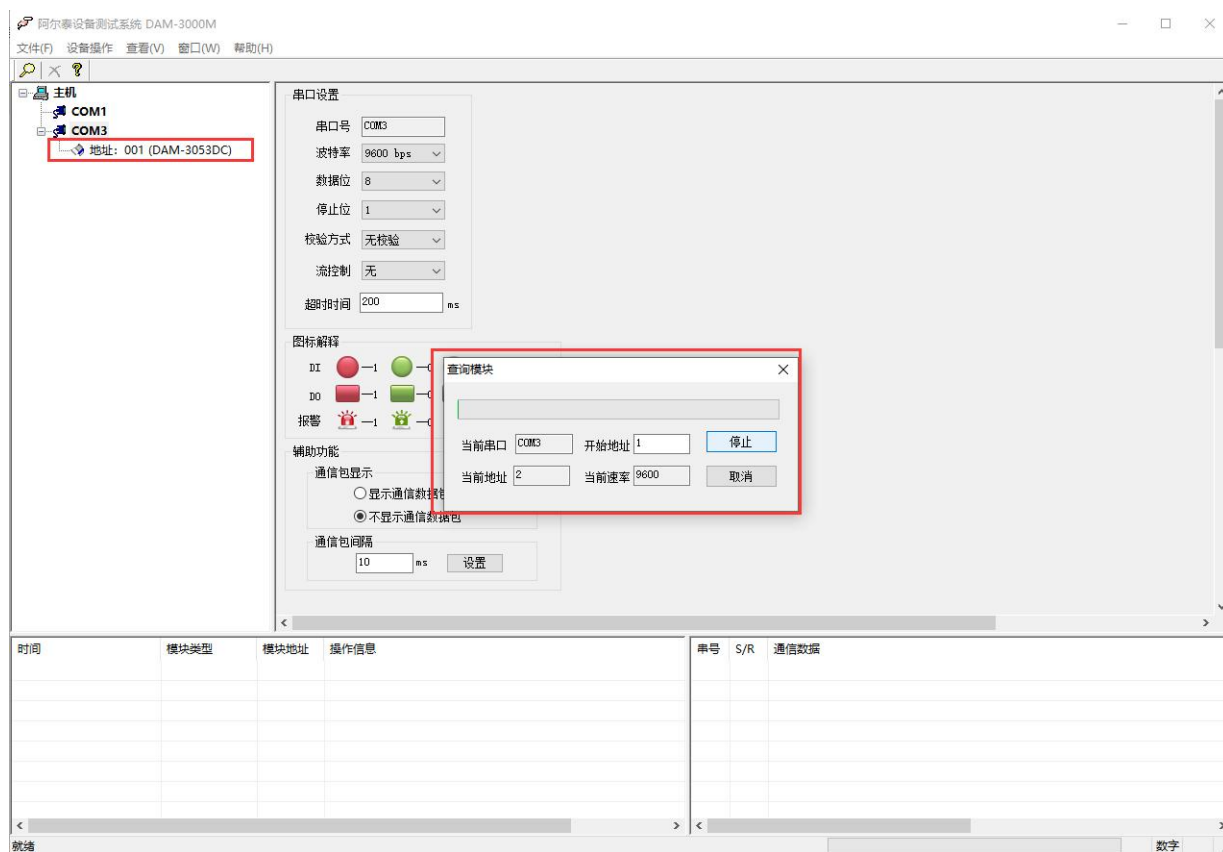 阿尔泰设备测试系统 DAM-3000M
文件(F) 设备操作 查看(V) 窗口(W) 帮助(H)
主机
COM1
COM3
地址：001 (DAM-3053DC)
串口设置
串口号 COM3
波特率 9600 bps
数据位 8
停止位 1
校验方式 无校验
流控制 无
超时时间 200 ms
图标解释
DI —1
DO —1
报警 —1
辅助功能
通信包显示
显示通信数据
不显示通信数据包
通信包间隔
10 ms 设置
查询模块
当前串口 COM3 开始地址 1 停止
当前地址 2 当前速率 9600 取消
时间 模块类型 模块地址 操作信息
串号 S/R 通信数据
就绪
数字